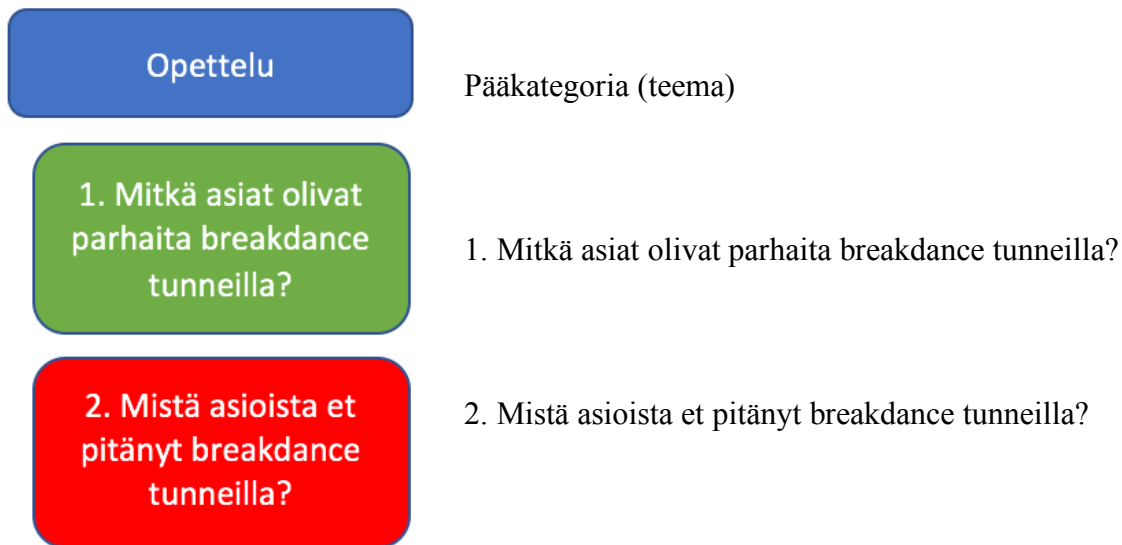 Opettelu
Pääkategoria (teema)
1. Mitkä asiat olivat
parhaita breakdance
tunneilla?
1. Mitkä asiat olivat parhaita breakdance tunneilla?
2. Mistä asioista et
pitänyt breakdance
tunneilla?
2. Mistä asioista et pitänyt breakdance tunneilla?